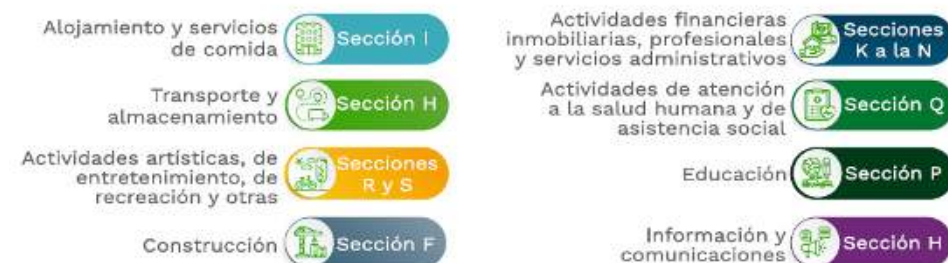 Alojamiento y servicios
de comida
Sección I
Transporte y
almacenamiento
Sección H
Actividades artísticas, de
entretenimiento, de
recreación y otras
Secciones
R y S
Construcción
Sección F
Actividades financieras
inmobiliarias, profesionales
y servicios administrativos
Secciones
K a la N
Actividades de atención
a la salud humana y de
asistencia social
Sección Q
Educación
Sección P
Información y
comunicaciones
Sección H